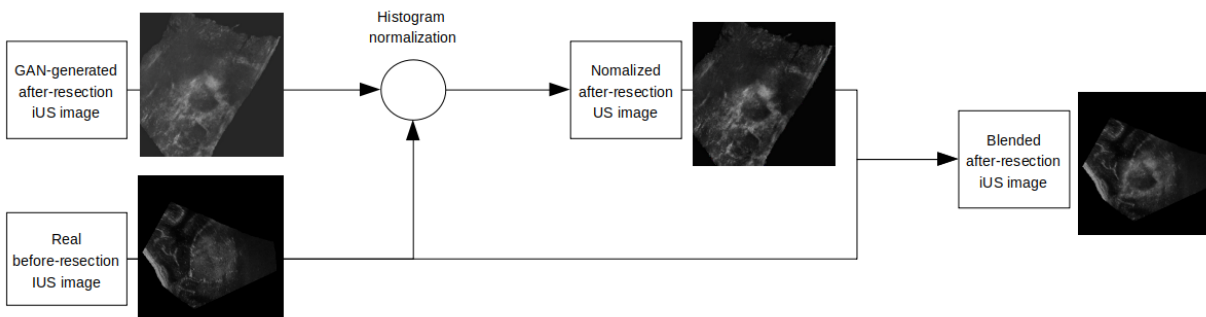 Histogram
normalization
GAN-generated
after-resection
iUS image
Nomalized
after-resection
US image
Blended
after-resection
iUS image
Real
before-resection
IUS image